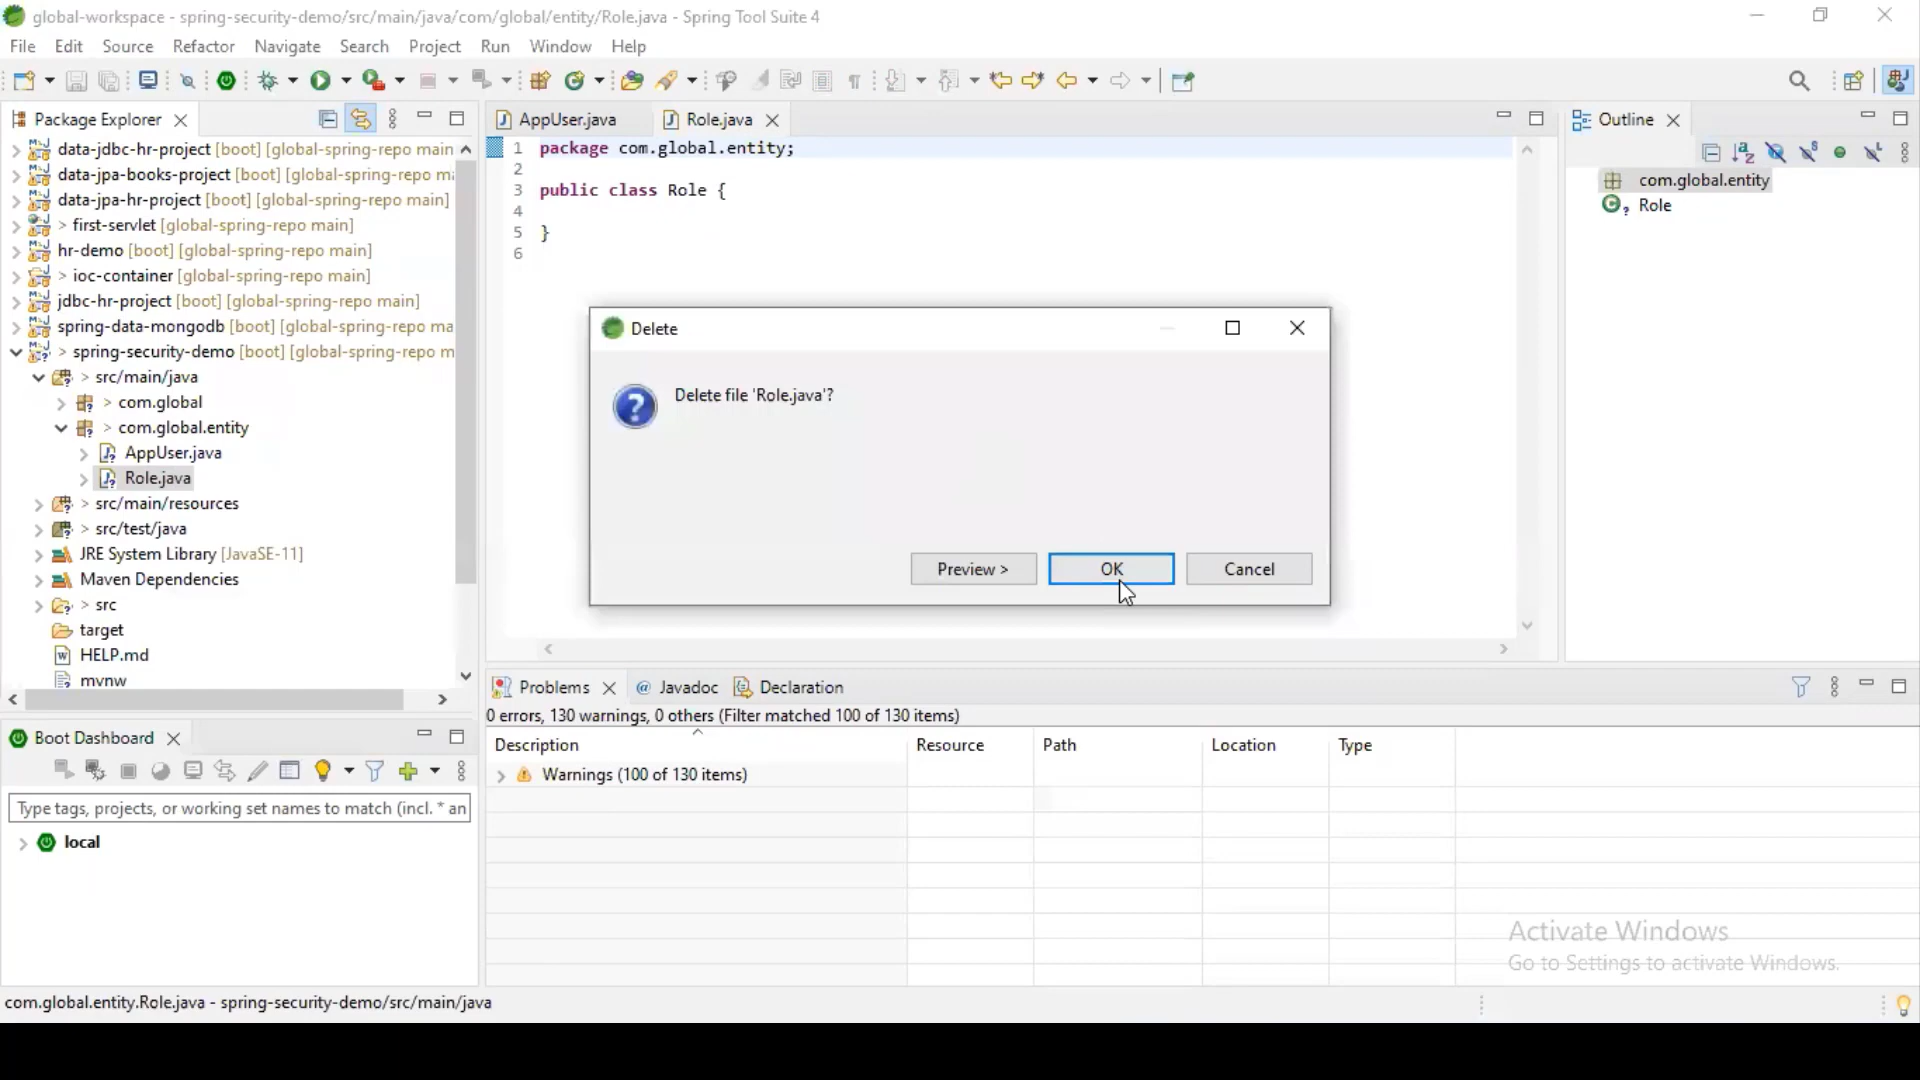 global-workspace - spring-security-demo/src/main/java/com/global/entity/Role.java - Spring Tool Suite 4
File Edit Source Refactor Navigate Search Project Run Window Help
Package Explorer
data-jdbc-hr-project [boot] [global-spring-repo main
data-jpa-books-project [boot] [global-spring-repo ma
data-jpa-hr-project [boot] [global-spring-repo main]
> first-servlet [global-spring-repo main]
hr-demo [boot] [global-spring-repo main]
> ioc-container [global-spring-repo main]
jdbc-hr-project [boot] [global-spring-repo main]
spring-data-mongodb [boot] [global-spring-repo ma
> spring-security-demo [boot] [global-spring-repo m
> src/main/java
> com.global
> com.global.entity
AppUser.java
Role.java
> src/main/resources
> src/test/java
JRE System Library [JavaSE-11]
Maven Dependencies
> src
target
HELP.md
mvnw
AppUser.java
Role.java
1 package com.global.entity;
2
3 public class Role {
4
5 }
6
Delete
Delete file 'Role.java'?
Preview >
OK
Cancel
Outline
com.global.entity
Role
Boot Dashboard
Type tags, projects, or working set names to match (incl. * an
local
Problems
@ Javadoc
Declaration
0 errors, 130 warnings, 0 others (Filter matched 100 of 130 items)
Description Resource Path Location Type
Warnings (100 of 130 items)
Activate Windows
Go to Settings to activate Windows.
com.global.entity.Role.java - spring-security-demo/src/main/java